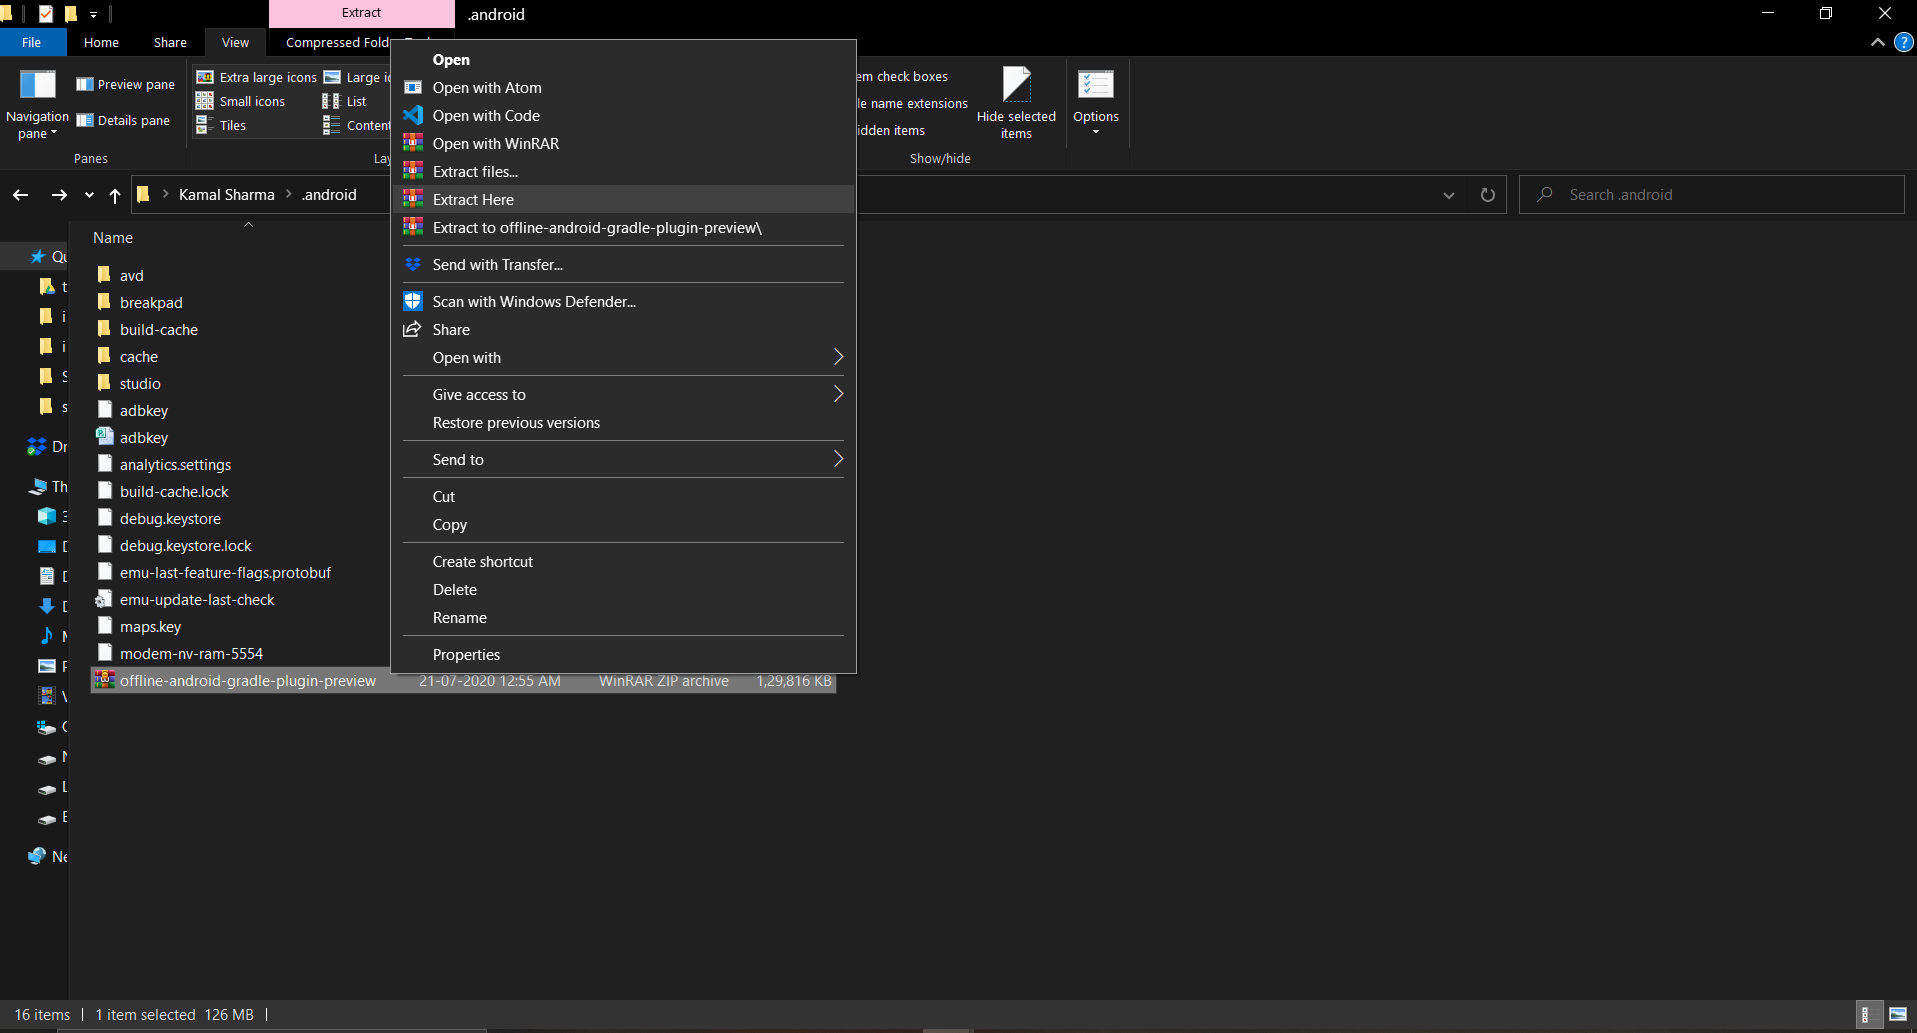 Extract
.android
File
Home
Share
View
Compressed Fold
Navigation pane
Preview pane
Details pane
Panes
Extra large icons
Large ic
Small icons
List
Tiles
Content
Lay
em check boxes
le name extensions
idden items
Hide selected items
Show/hide
Options
?
Kamal Sharma
.android
Search .android
Name
Qu
t
i
i
S
s
Dr
Th
3
D
D
D
M
P
V
C
N
L
E
Ne
avd
breakpad
build-cache
cache
studio
adbkey
adbkey
analytics.settings
build-cache.lock
debug.keystore
debug.keystore.lock
emu-last-feature-flags.protobuf
emu-update-last-check
maps.key
modem-nv-ram-5554
offline-android-gradle-plugin-preview 21-07-2020 12:55 AM WinRAR ZIP archive 1,29,816 KB
Open
Open with Atom
Open with Code
Open with WinRAR
Extract files...
Extract Here
Extract to offline-android-gradle-plugin-preview\
Send with Transfer...
Scan with Windows Defender...
Share
Open with
Give access to
Restore previous versions
Send to
Cut
Copy
Create shortcut
Delete
Rename
Properties
16 items
1 item selected 126 MB